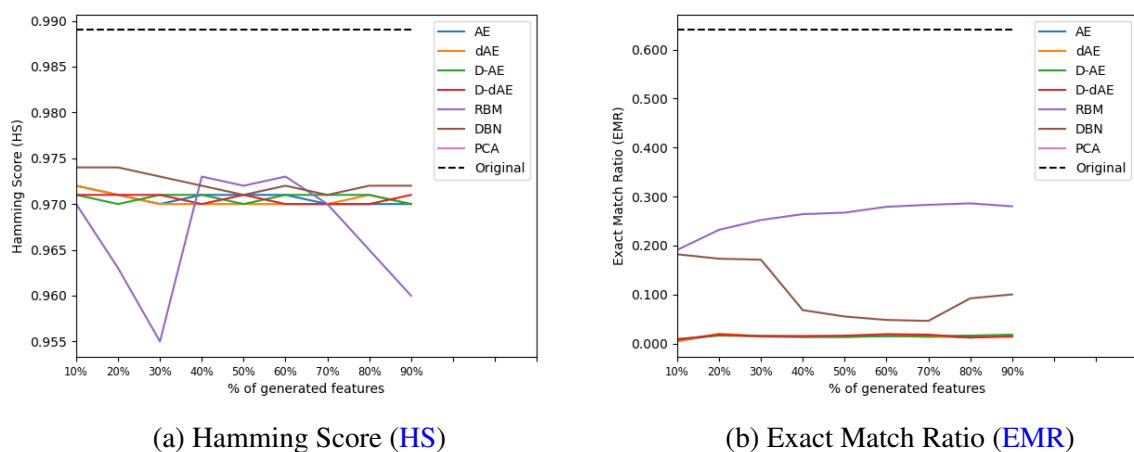 0.990
0.985
0.980
0.975
0.970
0.965
0.960
0.955
Hamming Score (HS)
10% 20% 30% 40% 50% 60% 70% 80% 90%
% of generated features
AE
dAE
D-AE
D-dAE
RBM
DBN
PCA
Original
(a) Hamming Score (HS)
0.600
0.500
0.400
0.300
0.200
0.100
0.000
Exact Match Ratio (EMR)
10% 20% 30% 40% 50% 60% 70% 80% 90%
% of generated features
AE
dAE
D-AE
D-dAE
RBM
DBN
PCA
Original
(b) Exact Match Ratio (EMR)